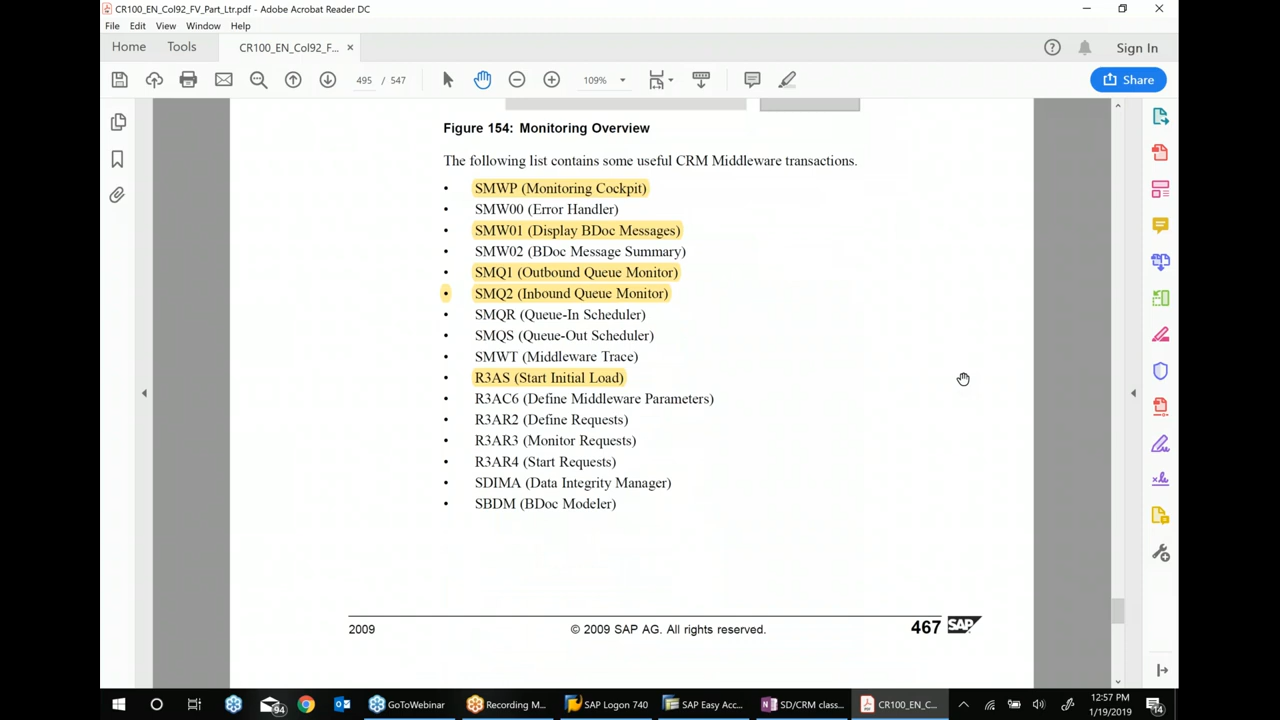 CR100_EN_Col92_FV_Part_Ltr.pdf - Adobe Acrobat Reader DC
File Edit View Window Help
Home Tools CR100_EN_Col92_F... × Sign In
495 / 547 109% Share
Figure 154: Monitoring Overview
The following list contains some useful CRM Middleware transactions.
• SMWP (Monitoring Cockpit)
• SMW00 (Error Handler)
• SMW01 (Display BDoc Messages)
• SMW02 (BDoc Message Summary)
• SMQ1 (Outbound Queue Monitor)
• SMQ2 (Inbound Queue Monitor)
• SMQR (Queue-In Scheduler)
• SMQS (Queue-Out Scheduler)
• SMWT (Middleware Trace)
• R3AS (Start Initial Load)
• R3AC6 (Define Middleware Parameters)
• R3AR2 (Define Requests)
• R3AR3 (Monitor Requests)
• R3AR4 (Start Requests)
• SDIMA (Data Integrity Manager)
• SBDM (BDoc Modeler)
2009 © 2009 SAP AG. All rights reserved. 467 SAP
94 GoToWebinar Recording M... SAP Logon 740 SAP Easy Acc... SD/CRM class... CR100_EN_C... 12:57 PM
1/19/2019 14